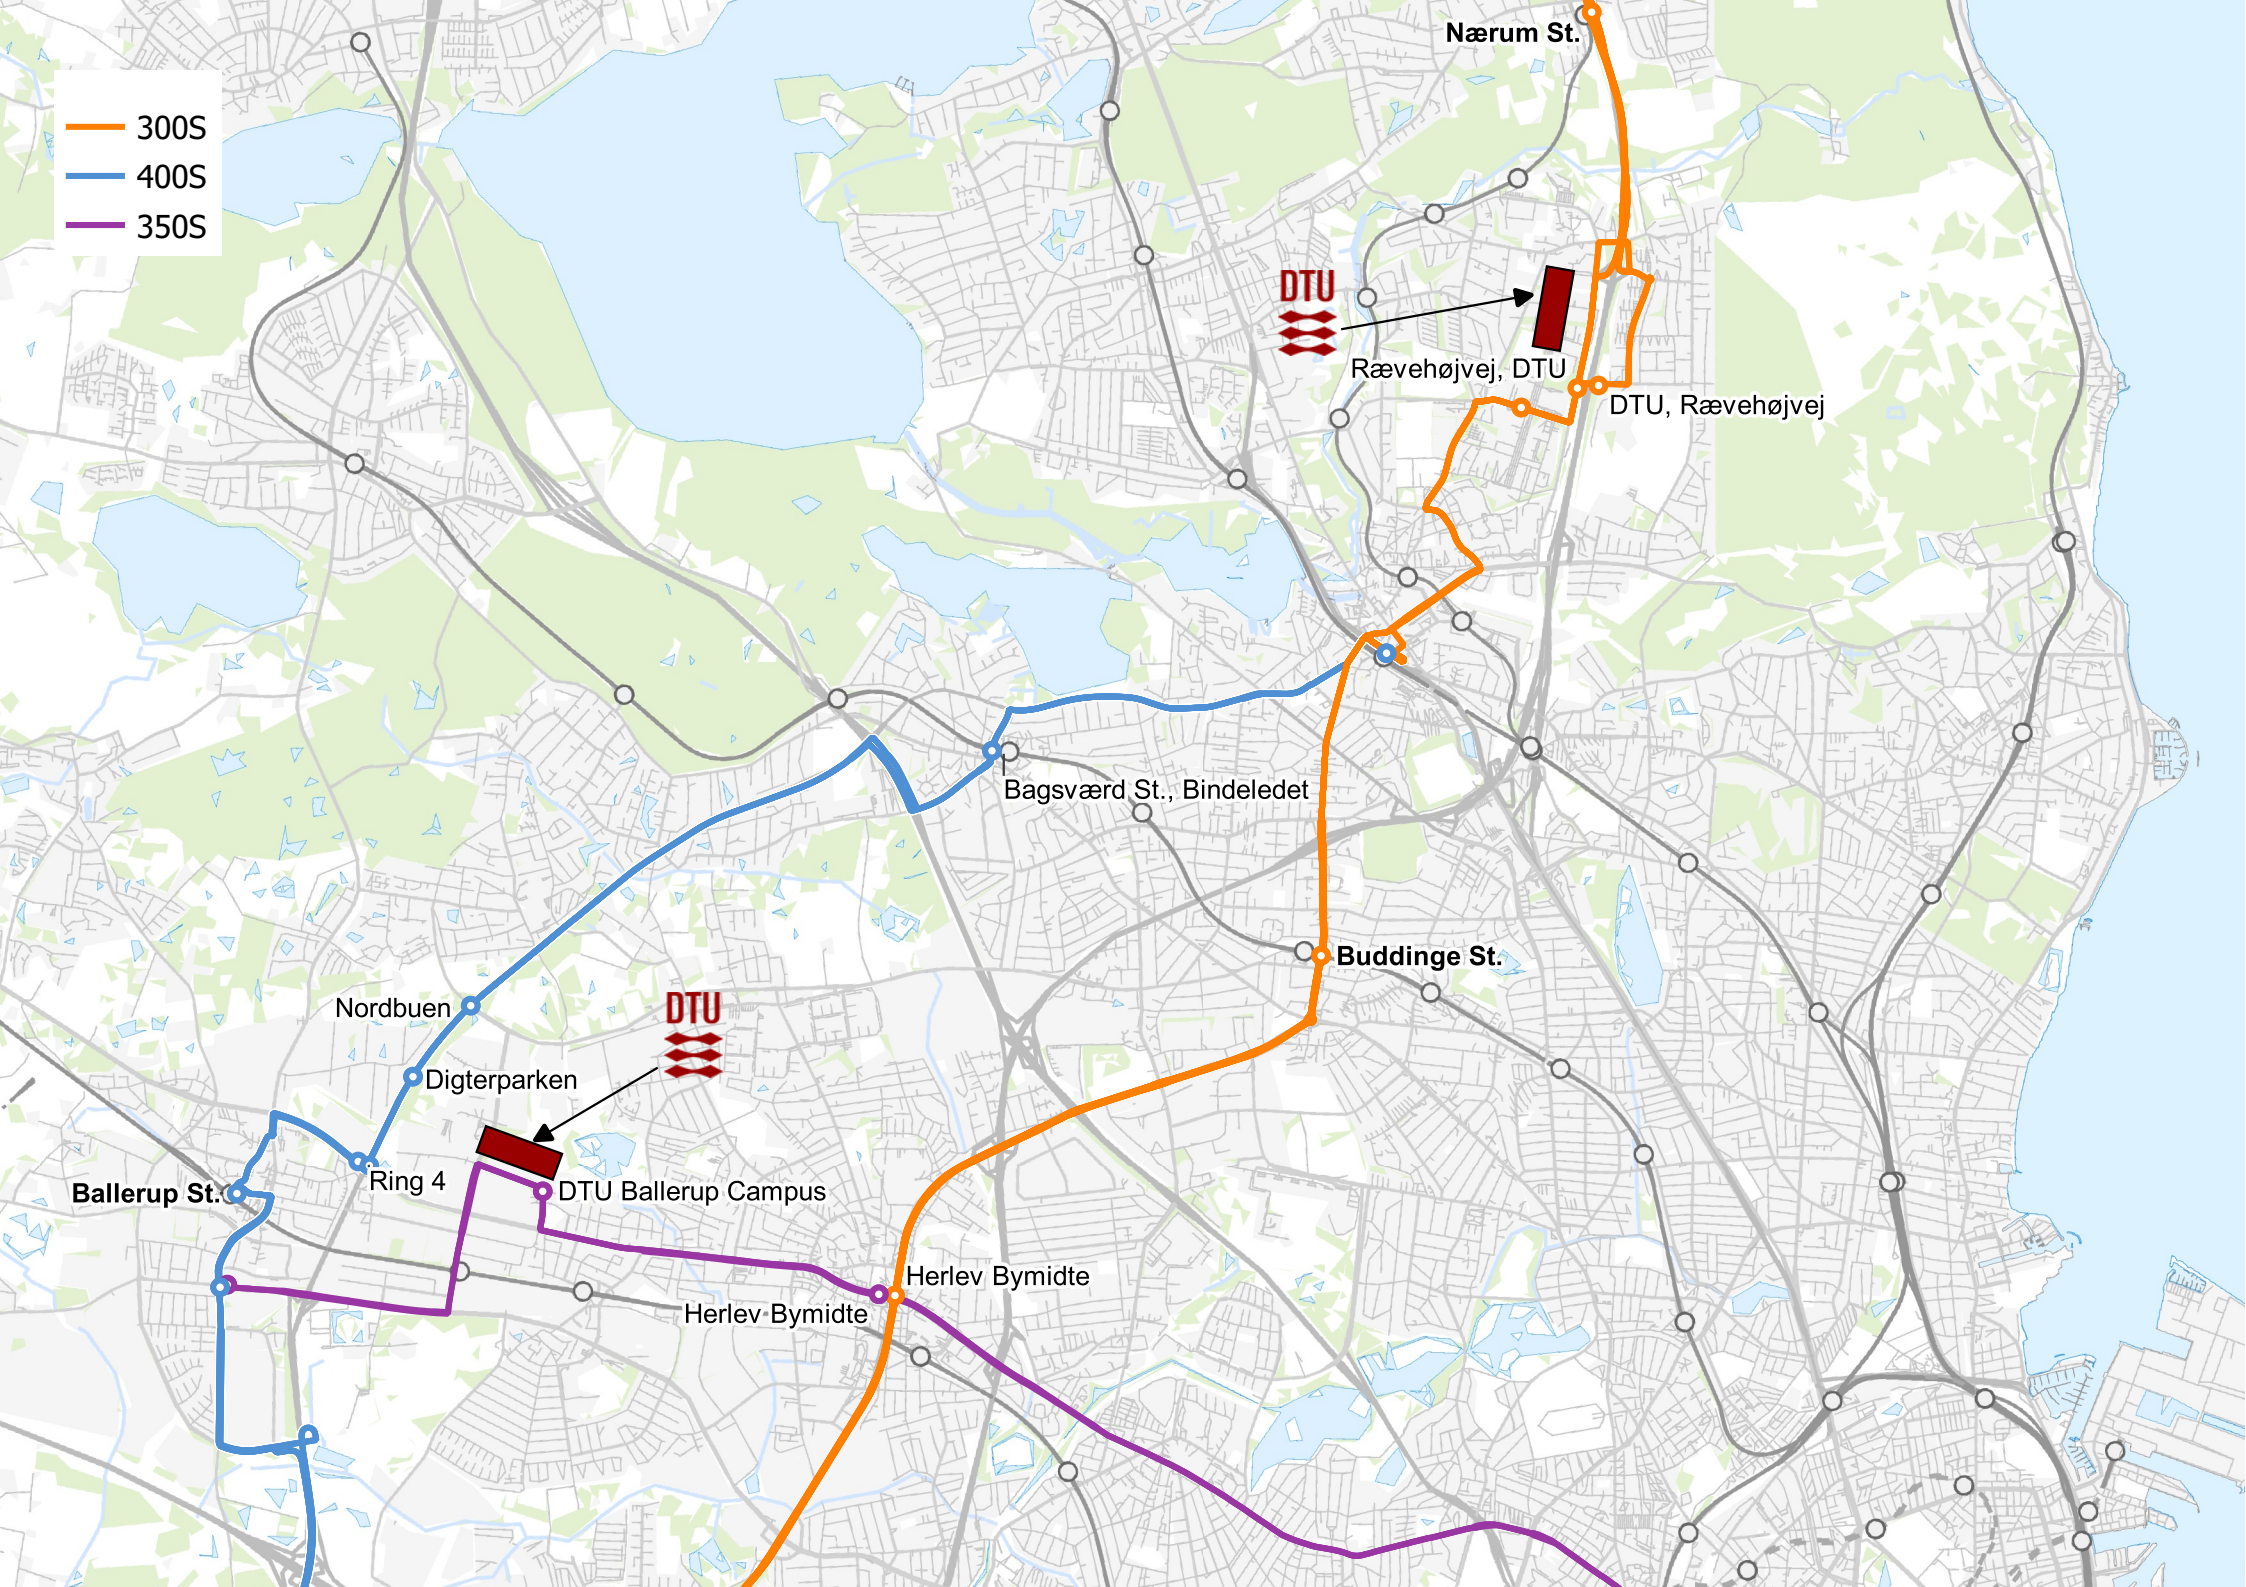 Nærum St.
300S
400S
350S
DTU
Rævehøjvej, DTU
DTU, Rævehøjvej
Bagsværd St., Bindeledet
Buddinge St.
Nordbuen
DTU
Digterparken
Ring 4
Ballerup St.
DTU Ballerup Campus
Herlev Bymidte
Herlev Bymidte